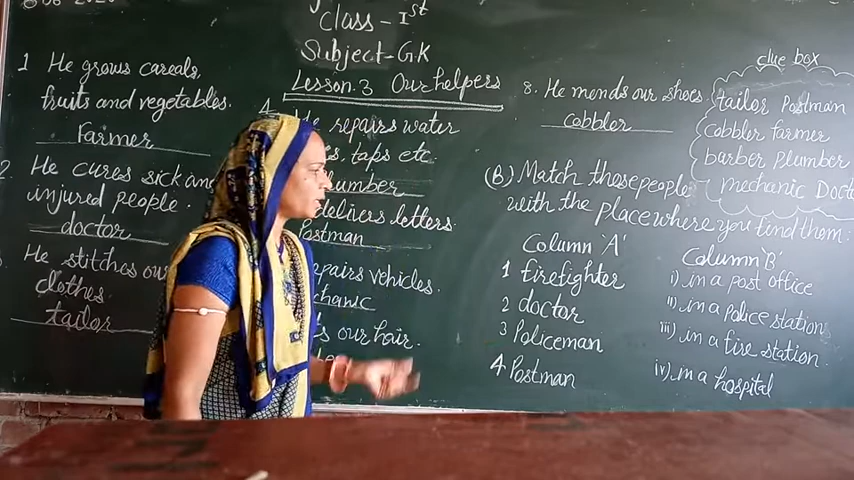 Class - Ist
Subject - G.K
Lesson. 3 Our helpers
1 He grows careals,
fruits and vegetables.
Farmer
2 He cures sick and
injured people.
doctor
He stitches our
clothes.
tailor
4. He repairs water
taps etc
Plumber
delivers letters
Postman
repairs vehicles.
our hair.
8. He mends our shoes
Cobbler
clue box
tailor Postman
Cobbler Farmer
barber Plumber
mechanic
(B) Match these people
with the place where you find them:
Column 'A'
1 firefighter
2 doctor
3 policeman
4 Postman
Column 'B'
i) in a post office
ii) in a Police station
iii) in a fire station
iv) in a hospital